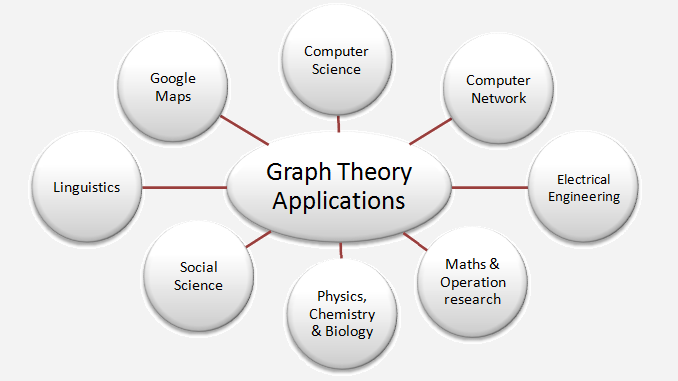 Computer
Science
Google
Maps
Computer
Network
Graph Theory
Applications
Linguistics
Electrical
Engineering
Social
Science
Maths &
Operation
research
Physics,
Chemistry
& Biology